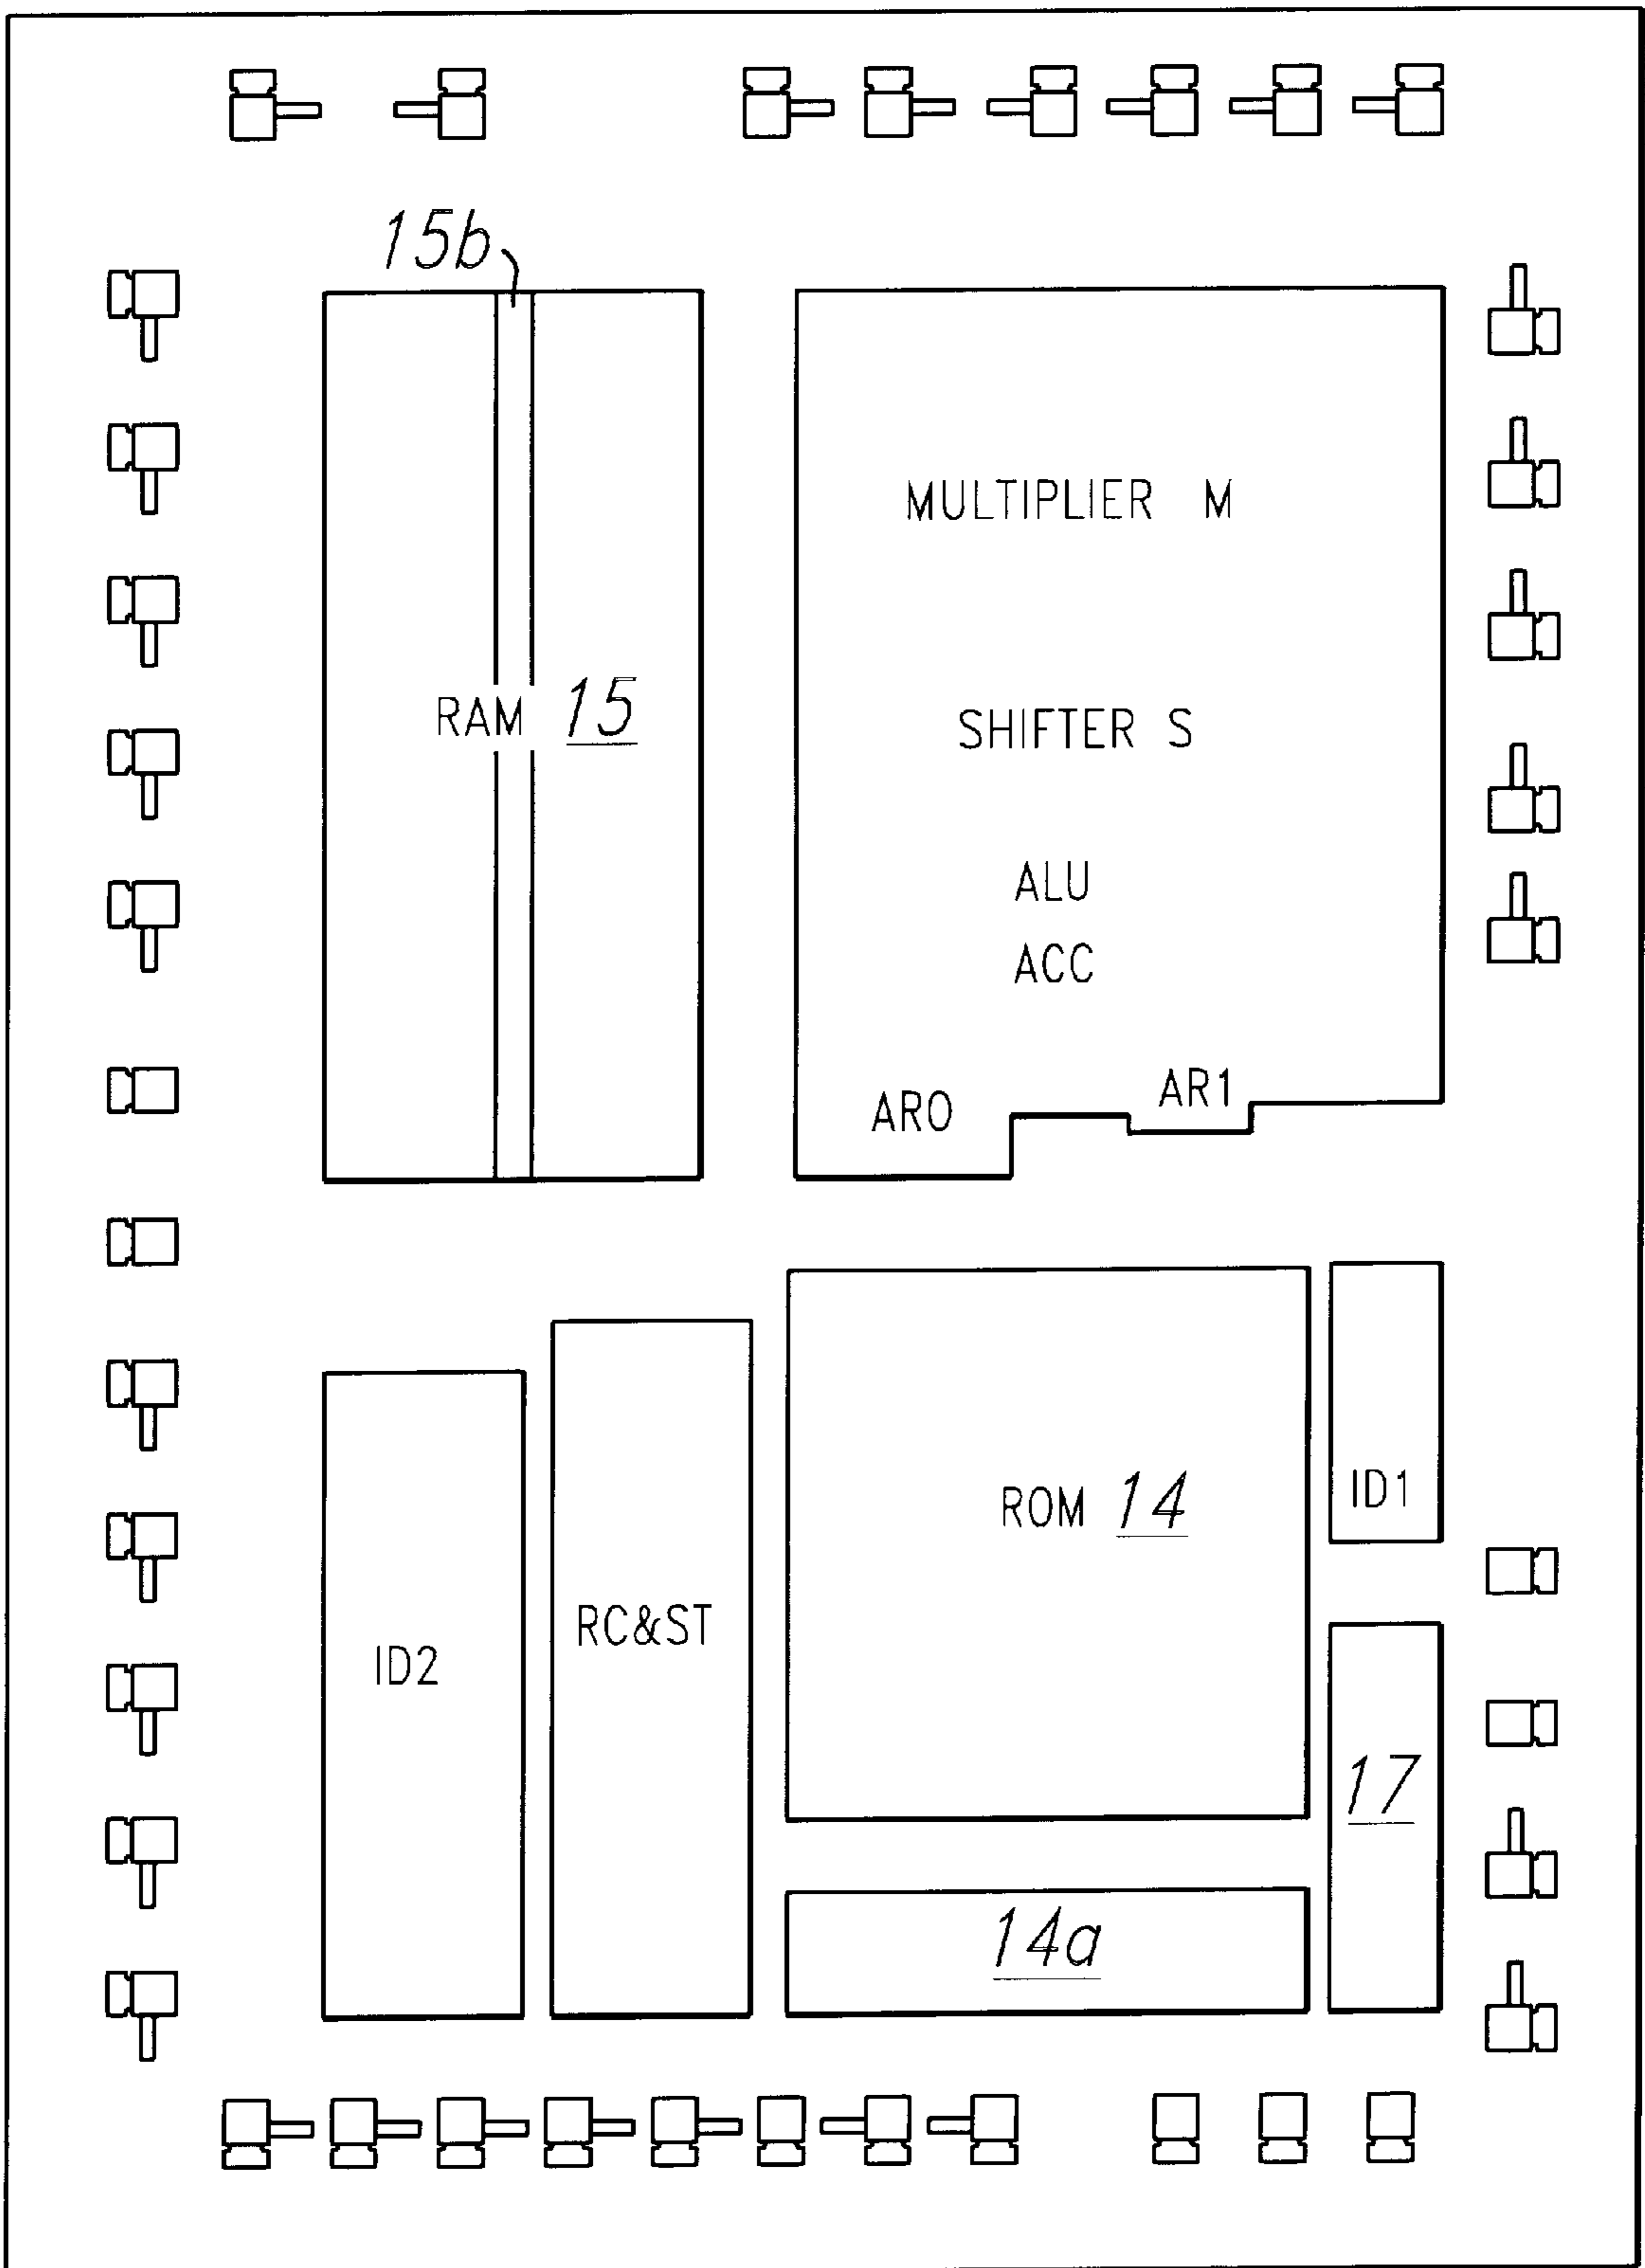 15b
RAM 15
MULTIPLIER M
SHIFTER S
ALU
ACC
AR0
AR1
ID2
RC&ST
ROM 14
ID1
17
14a